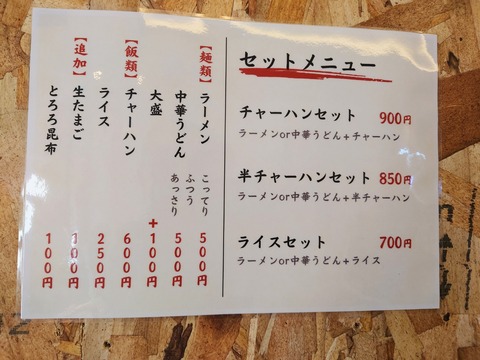 【麺類】
ラーメン こってり ふつう あっさり 500円
中華うどん 500円
大盛 +100円
【飯類】
チャーハン 600円
ライス 250円
【追加】
生たまご 100円
とろろ昆布 100円
セットメニュー
チャーハンセット 900円
ラーメンor中華うどん+チャーハン
半チャーハンセット 850円
ラーメンor中華うどん+半チャーハン
ライスセット 700円
ラーメンor中華うどん+ライス